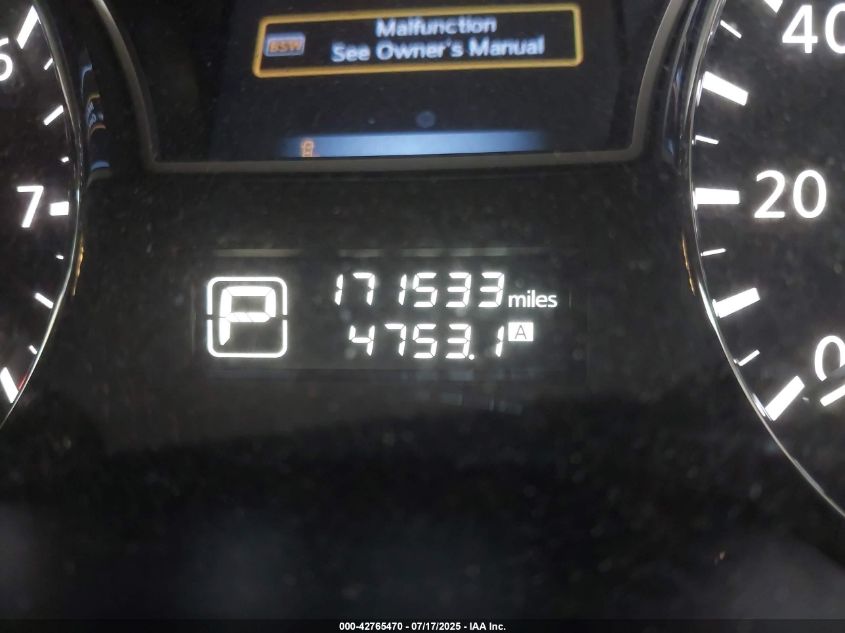 Malfunction
BSW
See Owner's Manual
6
7
40
20
0
P
171533 miles
4753.1 A
000-42765470 - 07/17/2025 - IAA Inc.